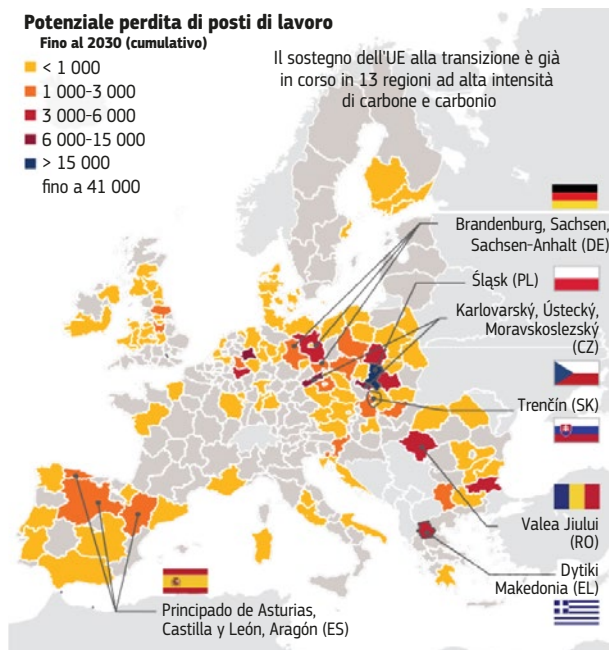 Potenziale perdita di posti di lavoro
Fino al 2030 (cumulativo)
< 1 000
1 000-3 000
3 000-6 000
6 000-15 000
> 15 000
fino a 41 000
Il sostegno dell'UE alla transizione è già
in corso in 13 regioni ad alta intensità
di carbone e carbonio
Brandenburg, Sachsen,
Sachsen-Anhalt (DE)
Śląsk (PL)
Karlovarský, Ústecký,
Moravskoslezský
(CZ)
Trenčín (SK)
Valea Jiului
(RO)
Dytiki
Makedonia (EL)
Principado de Asturias,
Castilla y León, Aragón (ES)